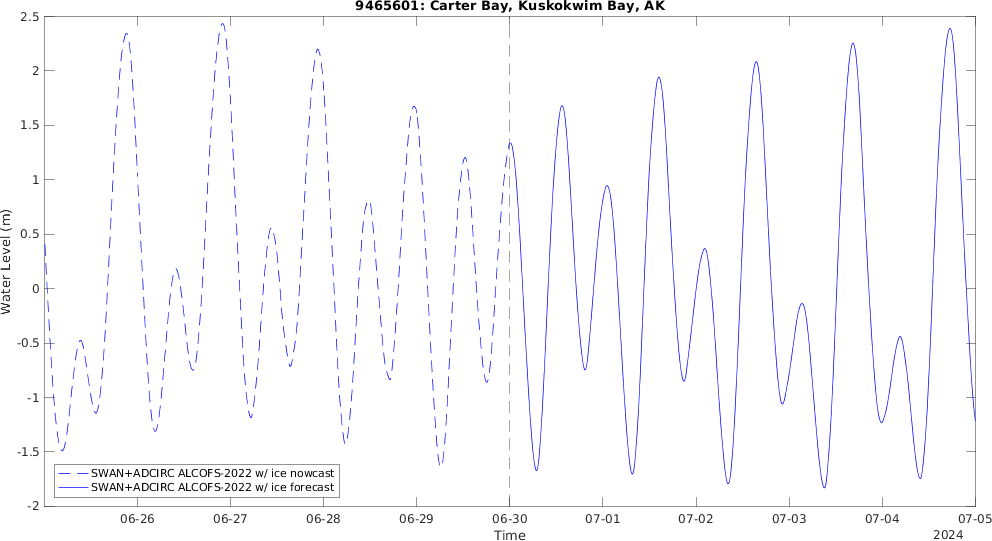 9465601: Carter Bay, Kuskokwim Bay, AK
Water Level (m)
2.5
2
1.5
1
0.5
0
-0.5
-1
-1.5
-2
SWAN+ADCIRC ALCOFS-2022 w/ ice nowcast
SWAN+ADCIRC ALCOFS-2022 w/ ice forecast
06-26 06-27 06-28 06-29 06-30 07-01 07-02 07-03 07-04 07-05
Time
2024